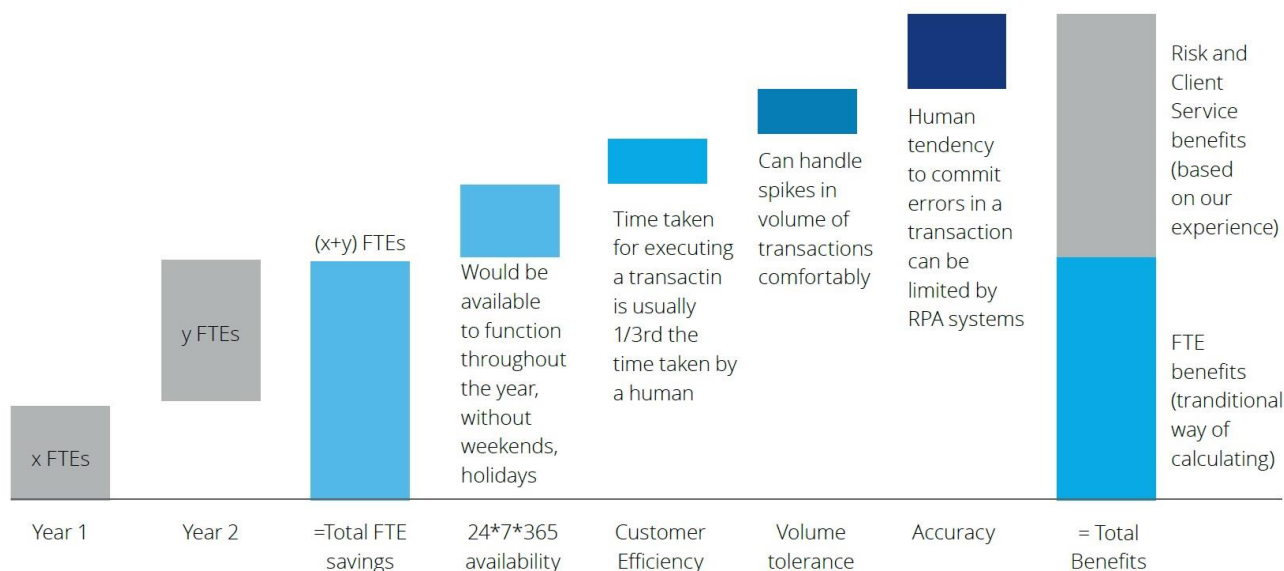 x FTEs
y FTEs
(x+y) FTEs
Would be
available
to function
throughout
the year,
without
weekends,
holidays
Time taken
for executing
a transactin
is usually
1/3rd the
time taken by
a human
Can handle
spikes in
volume of
transactions
comfortably
Human
tendency
to commit
errors in a
transaction
can be
limited by
RPA systems
Risk and
Client
Service
benefits
(based
on our
experience)
FTE
benefits
(tranditional
way of
calculating)
Year 1
Year 2
=Total FTE
savings
24*7*365
availability
Customer
Efficiency
Volume
tolerance
Accuracy
= Total
Benefits